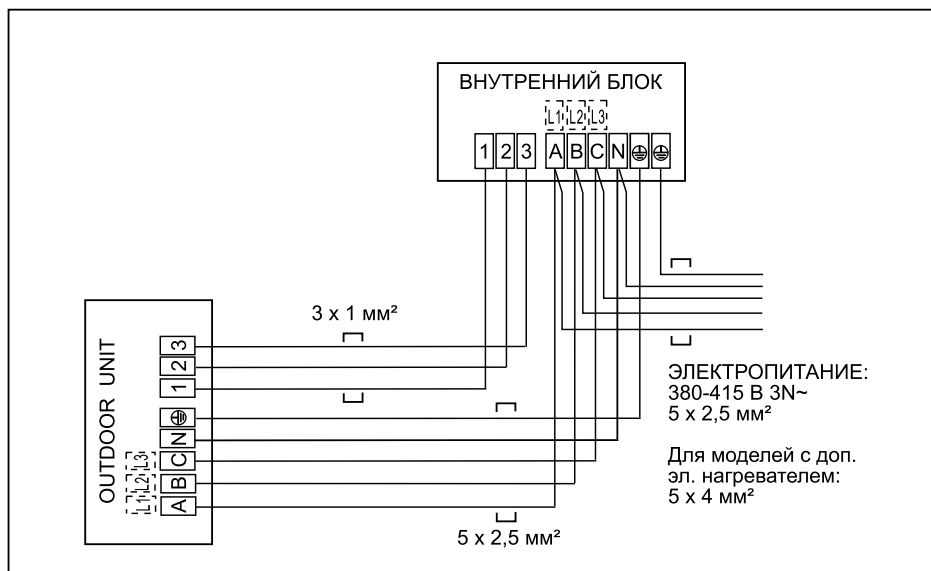 ВНУТРЕННИЙ БЛОК
L1 L2 L3
1 2 3 A B C N
3 x 1 мм²
OUTDOOR UNIT
3
2
1
N
C L3
B L2
A L1
5 x 2,5 мм²
ЭЛЕКТРОПИТАНИЕ:
380-415 В 3N~
5 x 2,5 мм²
Для моделей с доп.
эл. нагревателем:
5 x 4 мм²